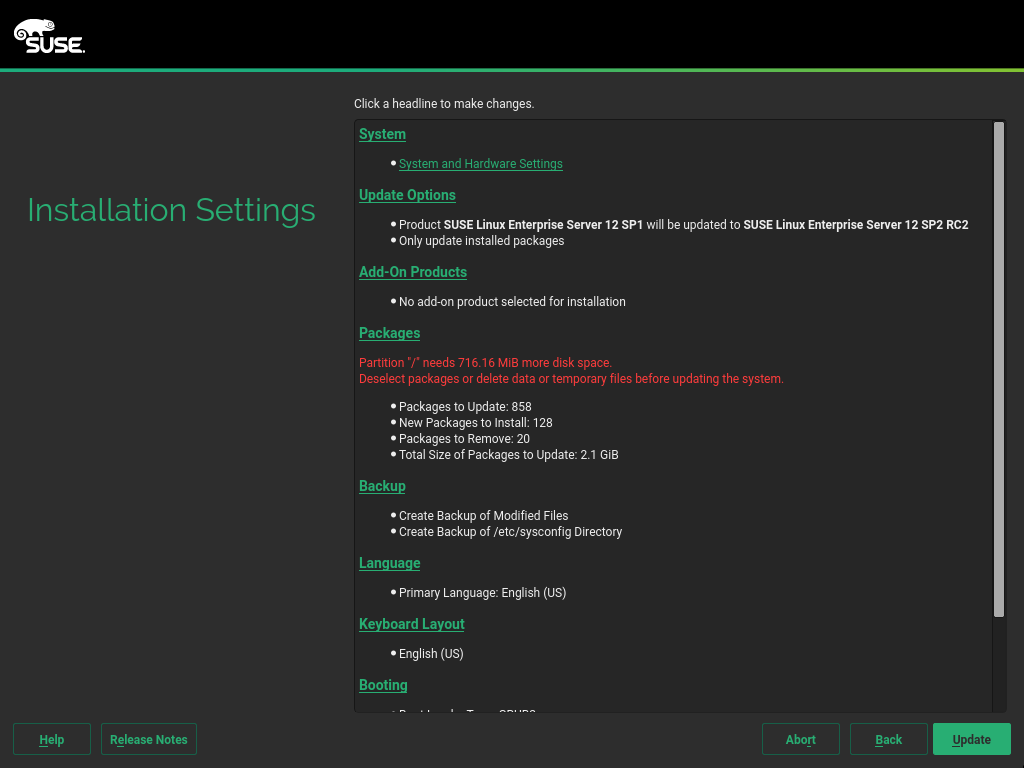 SUSE.
Click a headline to make changes.
Installation Settings
System
System and Hardware Settings
Update Options
Product SUSE Linux Enterprise Server 12 SP1 will be updated to SUSE Linux Enterprise Server 12 SP2 RC2
Only update installed packages
Add-On Products
No add-on product selected for installation
Packages
Partition "/" needs 716.16 MiB more disk space.
Deselect packages or delete data or temporary files before updating the system.
Packages to Update: 858
New Packages to Install: 128
Packages to Remove: 20
Total Size of Packages to Update: 2.1 GiB
Backup
Create Backup of Modified Files
Create Backup of /etc/sysconfig Directory
Language
Primary Language: English (US)
Keyboard Layout
English (US)
Booting
Help
Release Notes
Abort
Back
Update